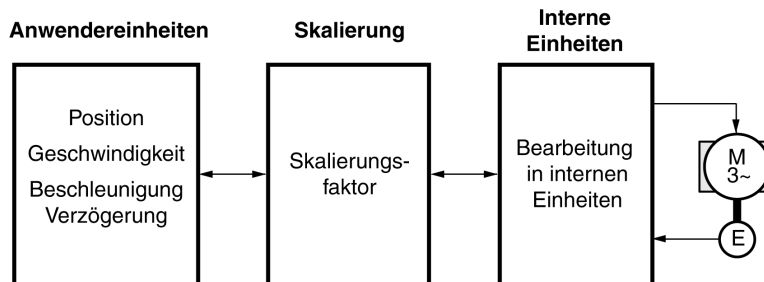 Anwendereinheiten
Skalierung
Interne
Einheiten
Position
Geschwindigkeit
Beschleunigung
Verzögerung
Skalierungs-
faktor
Bearbeitung
in internen
Einheiten
M
3~
E